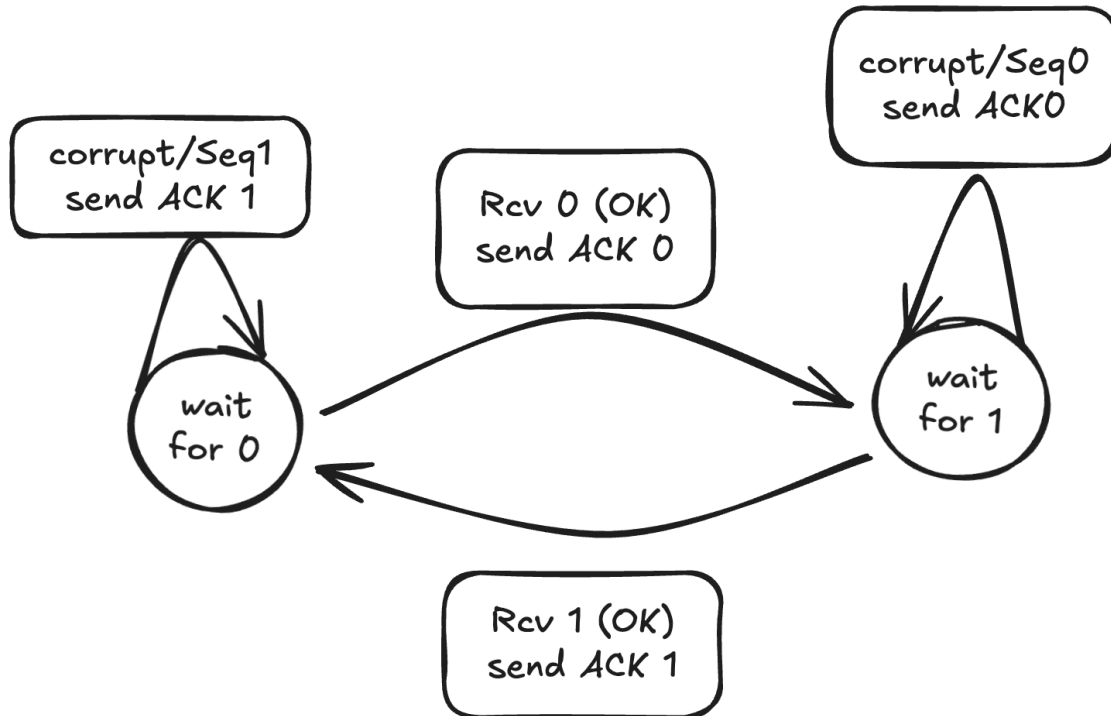 corrupt/Seq0
send ACK0
corrupt/Seq1
send ACK 1
Rcv 0 (OK)
send ACK 0
wait
for 0
wait
for 1
Rcv 1 (OK)
send ACK 1